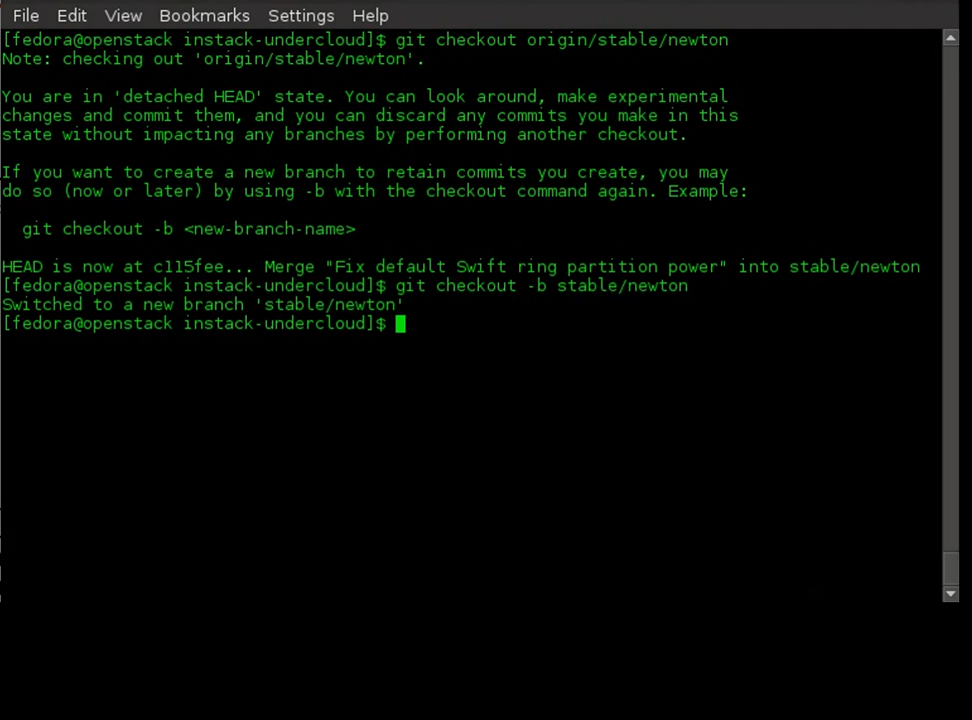 File Edit View Bookmarks Settings Help
[fedora@openstack instack-undercloud]$ git checkout origin/stable/newton
Note: checking out 'origin/stable/newton'.
You are in 'detached HEAD' state. You can look around, make experimental
changes and commit them, and you can discard any commits you make in this
state without impacting any branches by performing another checkout.
If you want to create a new branch to retain commits you create, you may
do so (now or later) by using -b with the checkout command again. Example:
git checkout -b <new-branch-name>
HEAD is now at c115fee... Merge "Fix default Swift ring partition power" into stable/newton
[fedora@openstack instack-undercloud]$ git checkout -b stable/newton
Switched to a new branch 'stable/newton'
[fedora@openstack instack-undercloud]$